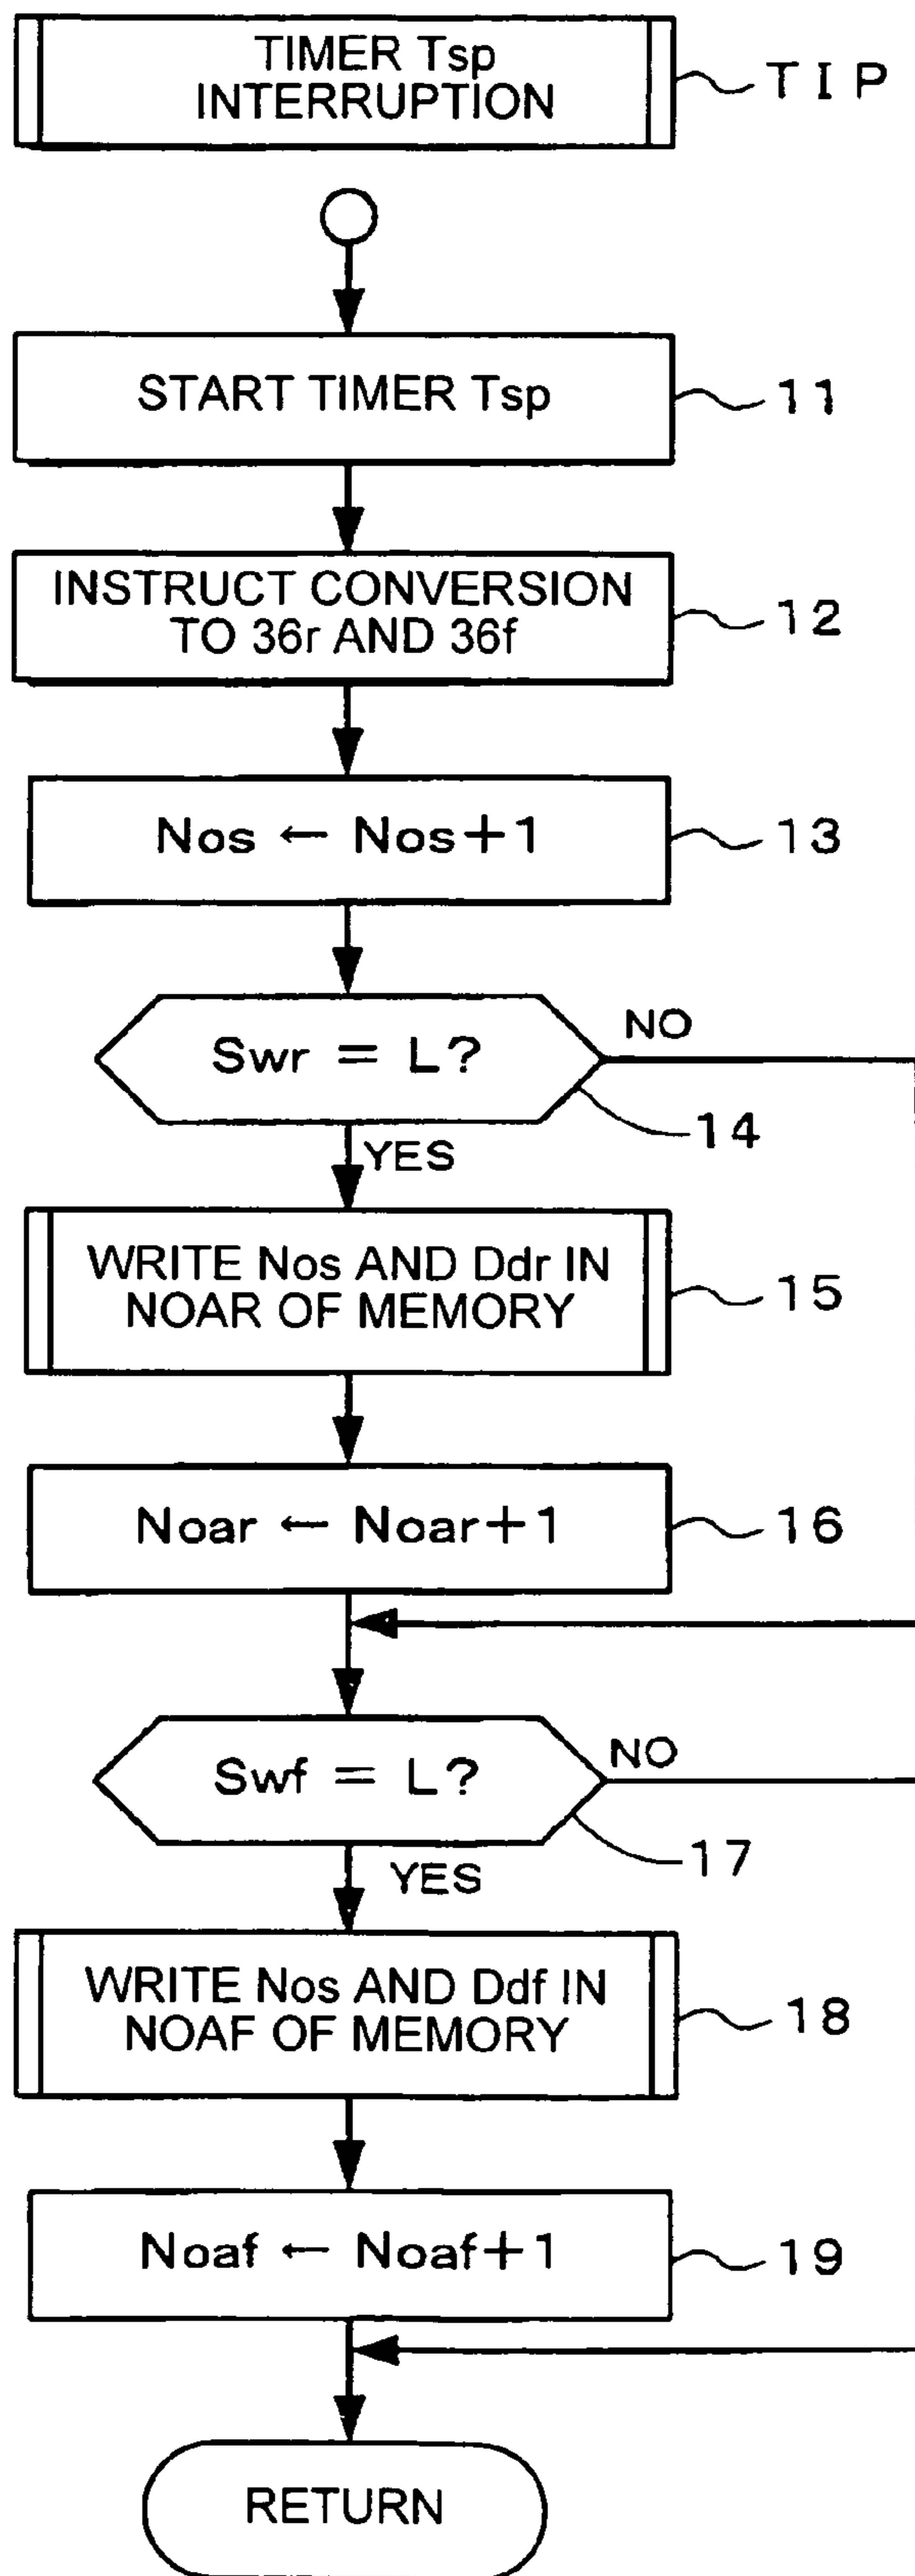 TIMER Tsp
INTERRUPTION
TIP
START TIMER Tsp
11
INSTRUCT CONVERSION
TO 36r AND 36f
12
Nos ← Nos+1
13
Swr = L?
NO
14
YES
WRITE Nos AND Ddr IN
NOAR OF MEMORY
15
Noar ← Noar+1
16
Swf = L?
NO
17
YES
WRITE Nos AND Ddf IN
NOAF OF MEMORY
18
Noaf ← Noaf+1
19
RETURN